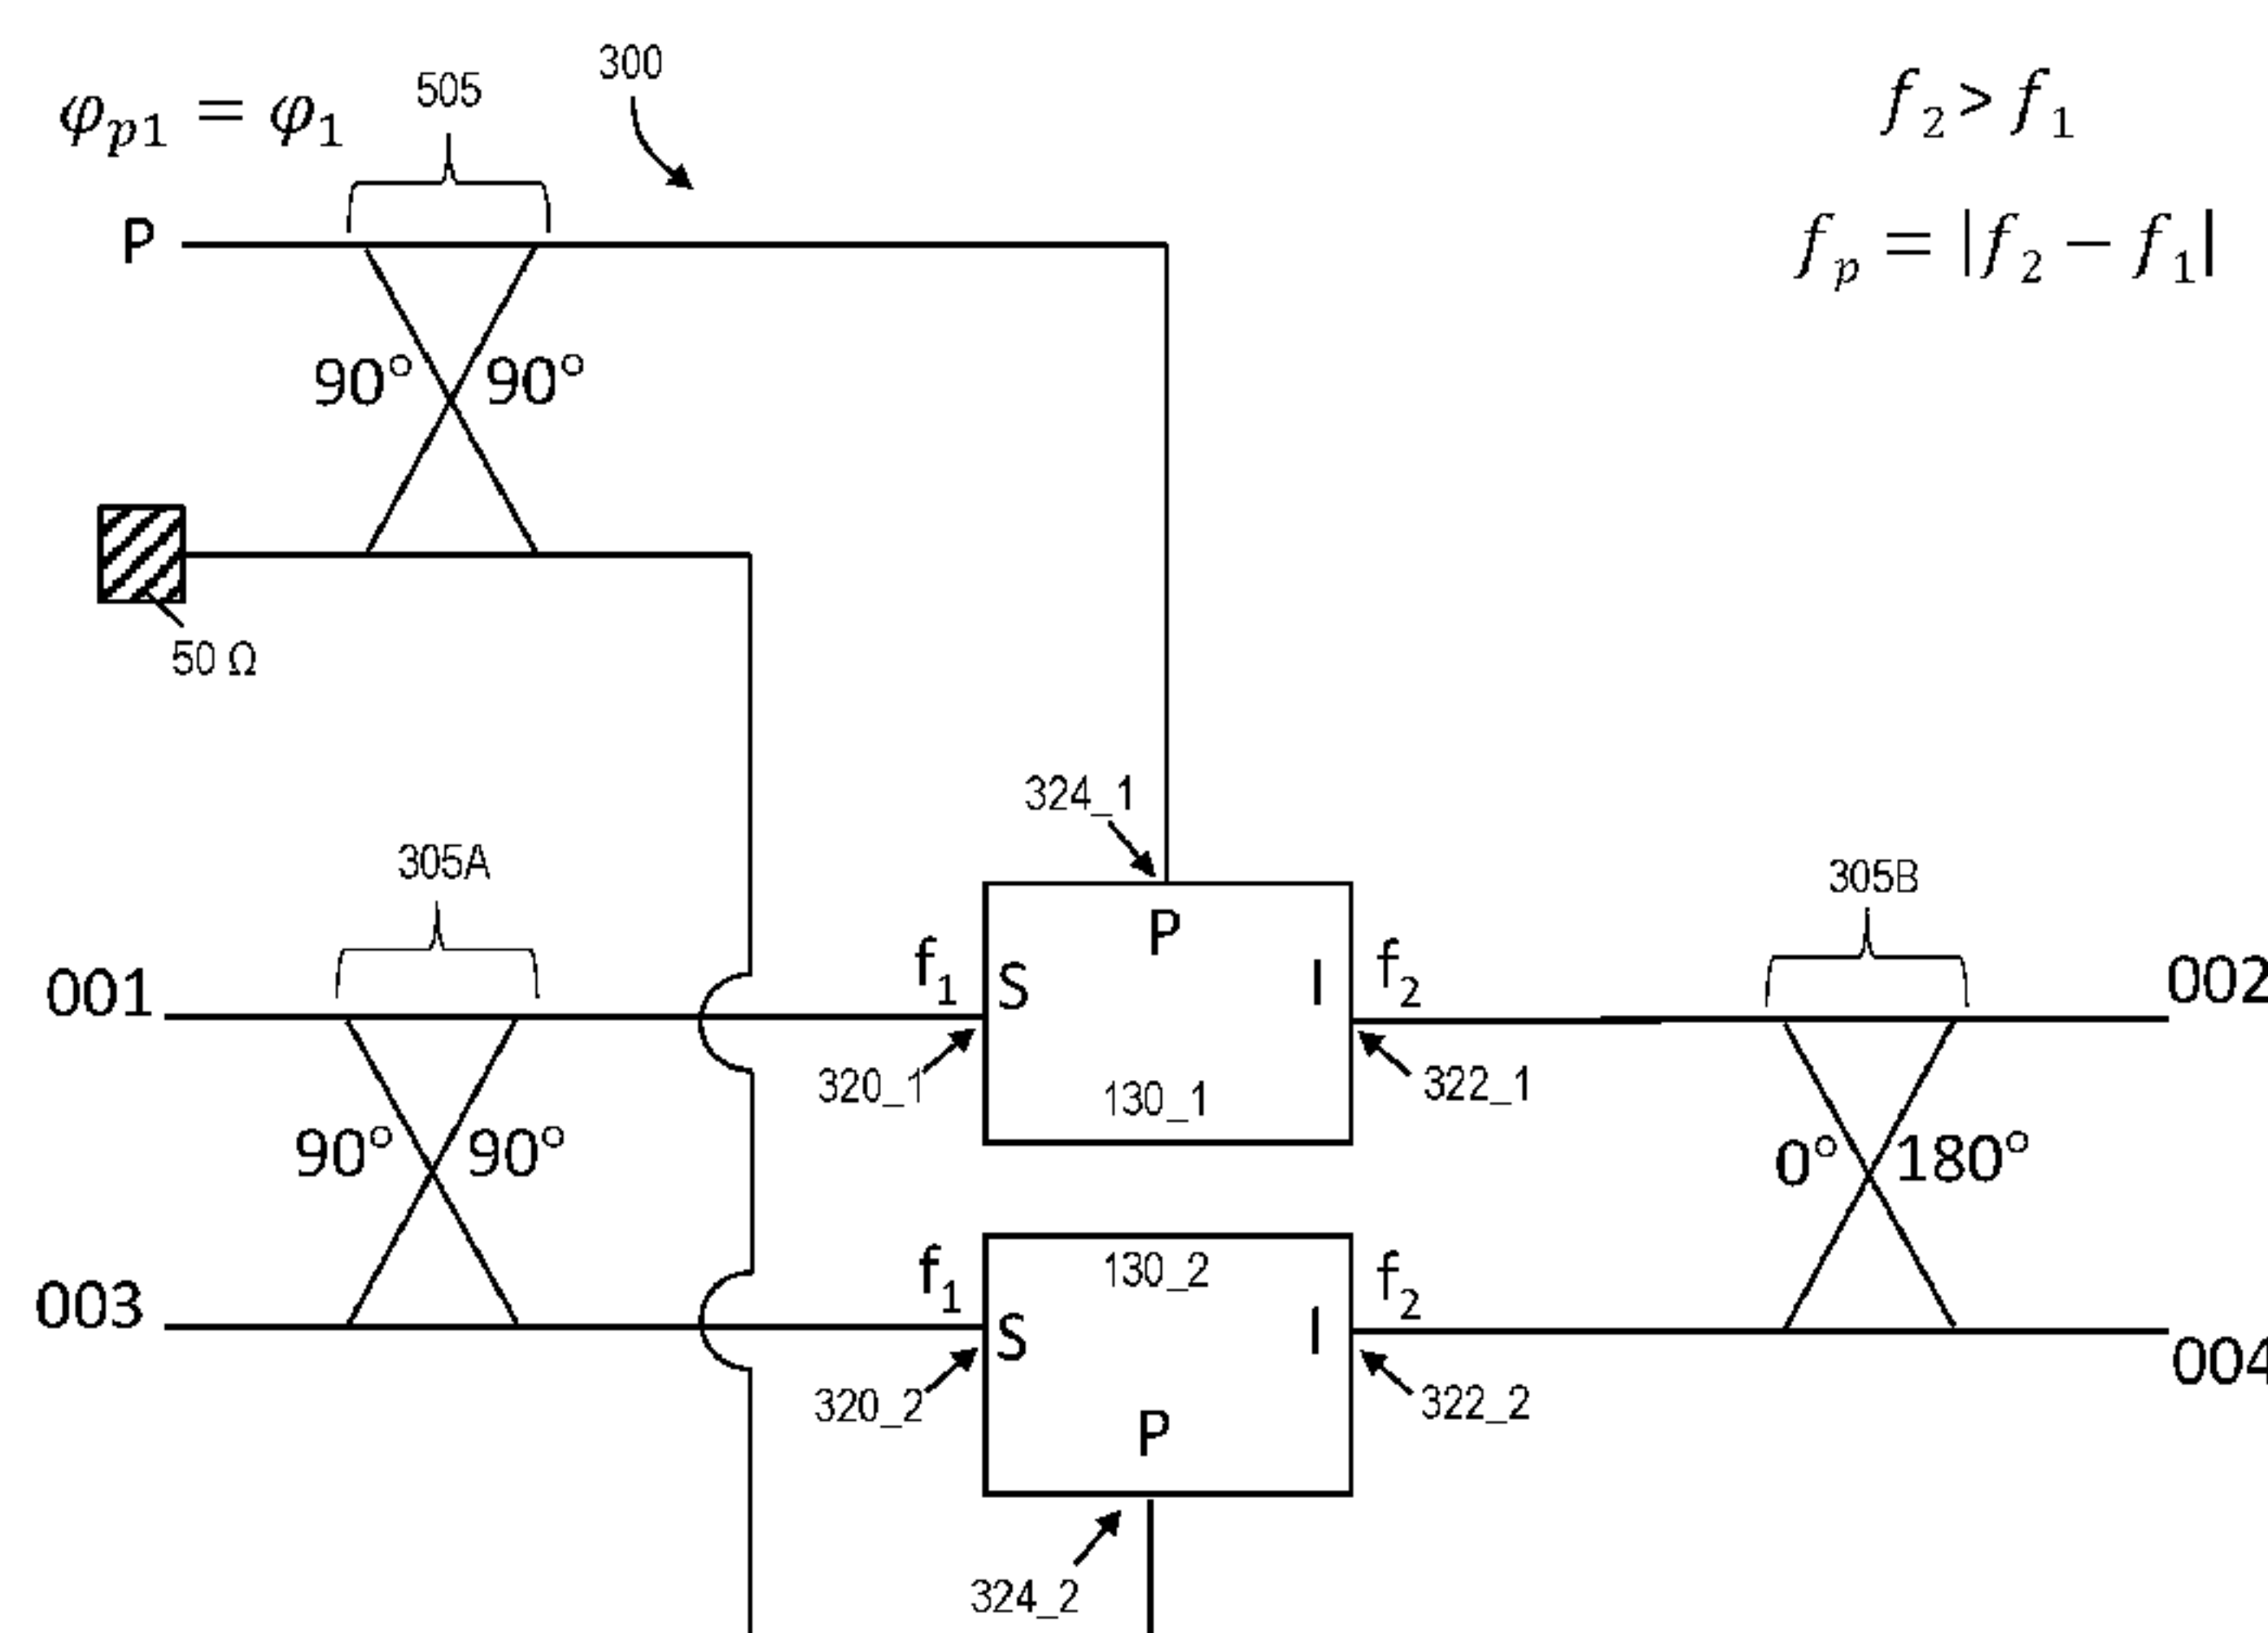 300
505
φp1 = φ1
f2 > f1
P
fp = |f2 − f1|
90° 90°
50 Ω
324_1
305A
305B
001
f1
S
P
I
f2
002
320_1
130_1
322_1
90° 90°
0° 180°
003
f1
S
130_2
I
f2
004
320_2
P
322_2
324_2